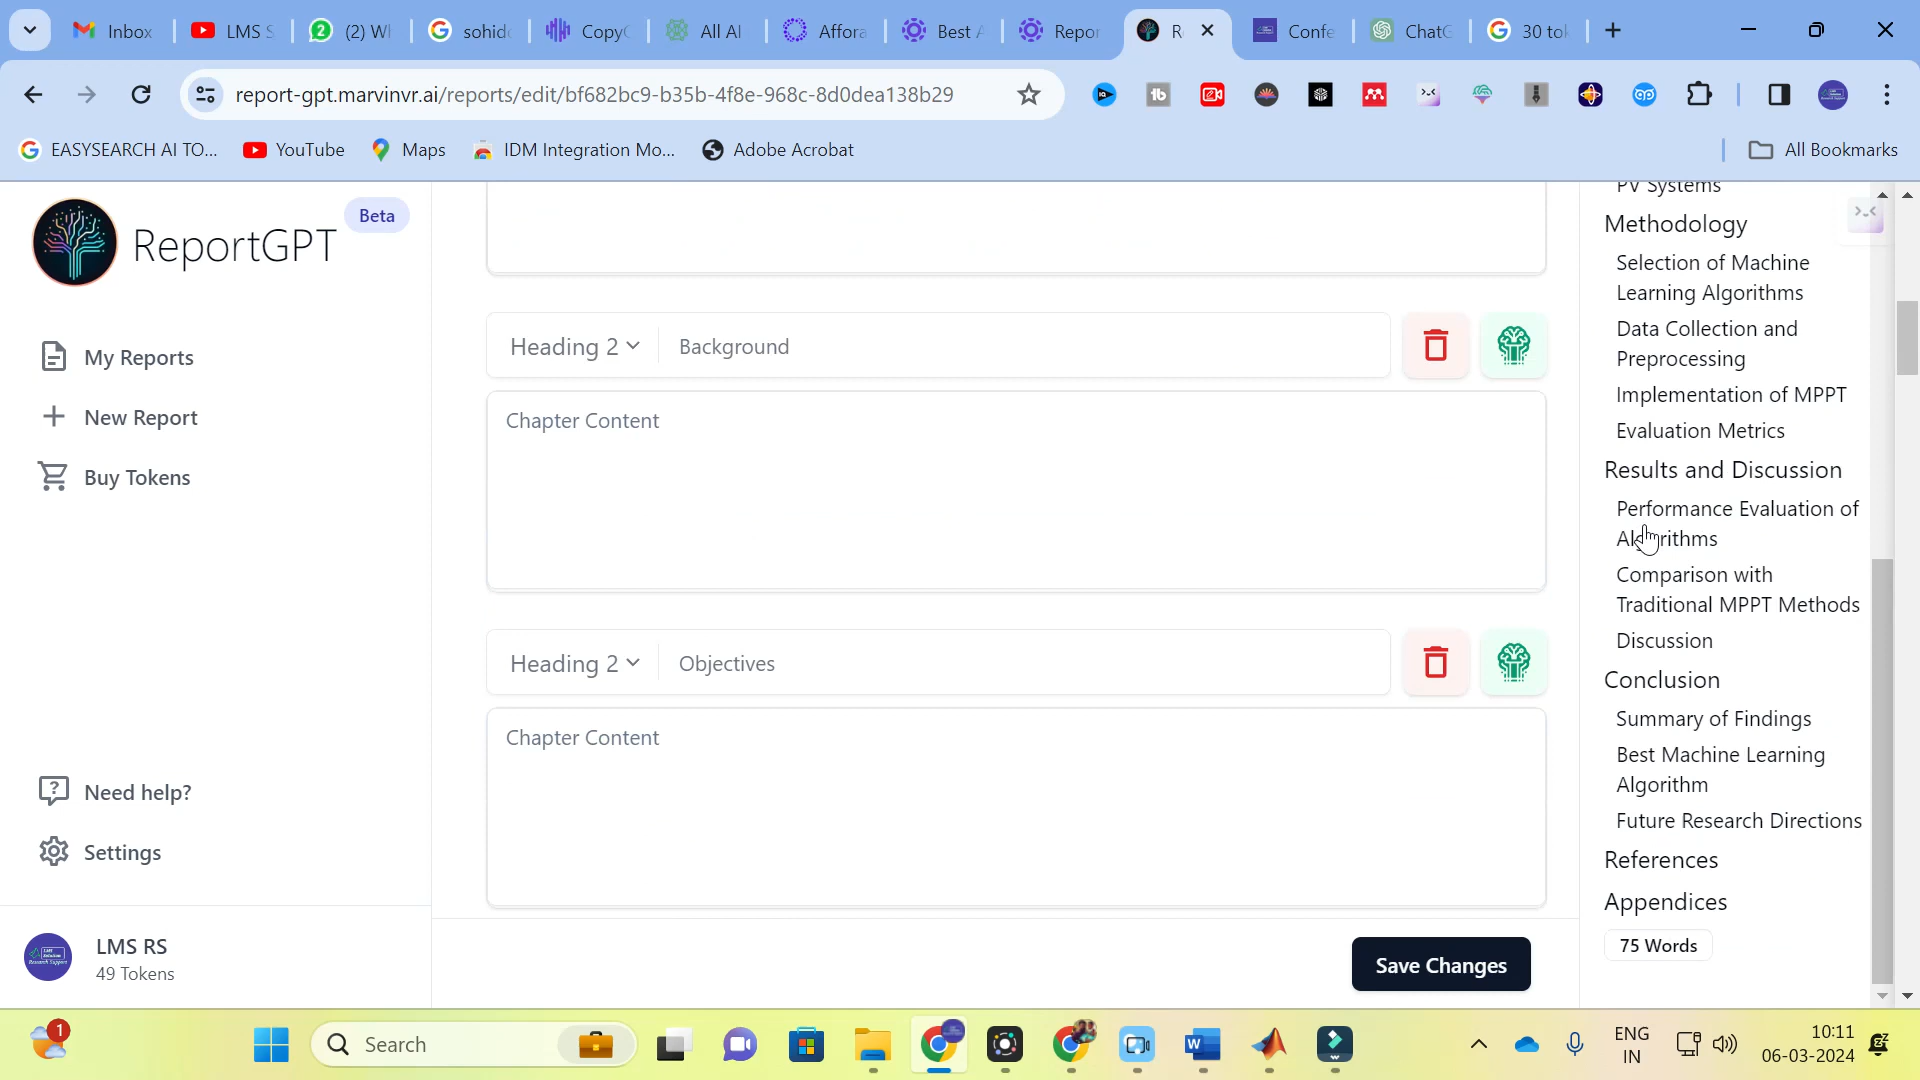 Inbox
LMS S
(2) W
sohid
Copy
All AI
Affora
Best A
Repor
R
Confe
ChatG
30 tok
report-gpt.marvinvr.ai/reports/edit/bf682bc9-b35b-4f8e-968c-8d0dea138b29
EASYSEARCH AI TO...
YouTube
Maps
IDM Integration Mo...
Adobe Acrobat
All Bookmarks
ReportGPT
Beta
My Reports
New Report
Buy Tokens
Need help?
Settings
LMS RS
49 Tokens
Heading 2
Background
Chapter Content
Heading 2
Objectives
Chapter Content
Save Changes
PV Systems
Methodology
Selection of Machine
Learning Algorithms
Data Collection and
Preprocessing
Implementation of MPPT
Evaluation Metrics
Results and Discussion
Performance Evaluation of
Algorithms
Comparison with
Traditional MPPT Methods
Discussion
Conclusion
Summary of Findings
Best Machine Learning
Algorithm
Future Research Directions
References
Appendices
75 Words
1
Search
ENG
IN
10:11
06-03-2024